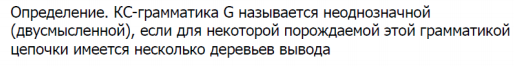 Определение. КС-грамматика G называется неоднозначной
(двусмысленной), если для некоторой порождаемой этой грамматикой
цепочки имеется несколько деревьев вывода